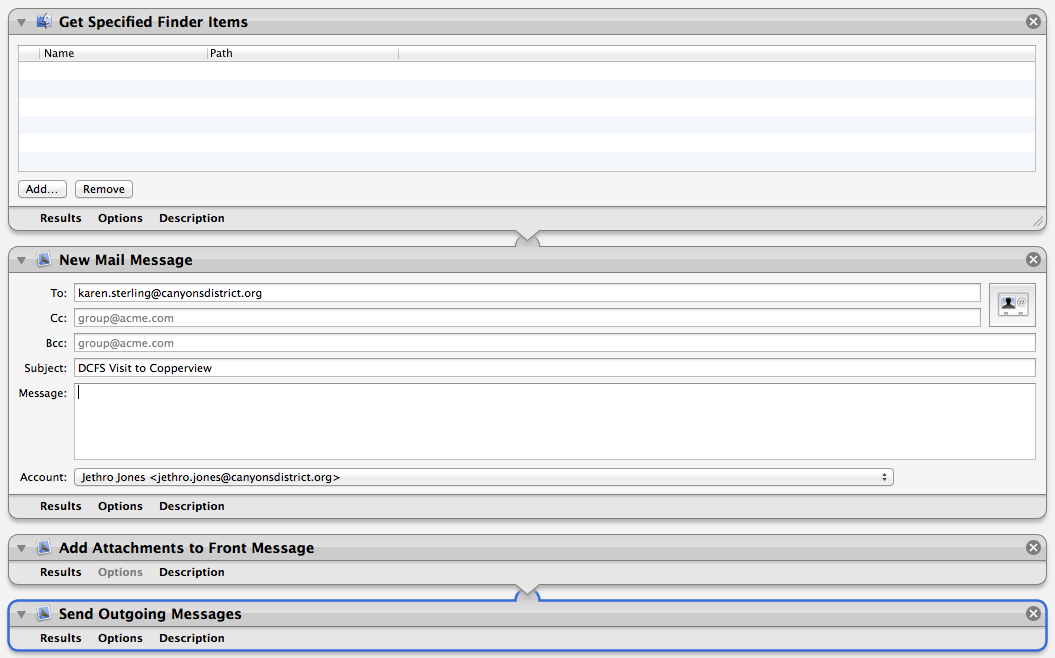 Get Specified Finder Items
Name Path
Add... Remove
Results Options Description
New Mail Message
To: karen.sterling@canyonsdistrict.org
Cc: group@acme.com
Bcc: group@acme.com
Subject: DCFS Visit to Copperview
Message:
Account: Jethro Jones <jethro.jones@canyonsdistrict.org>
Results Options Description
Add Attachments to Front Message
Results Options Description
Send Outgoing Messages
Results Options Description